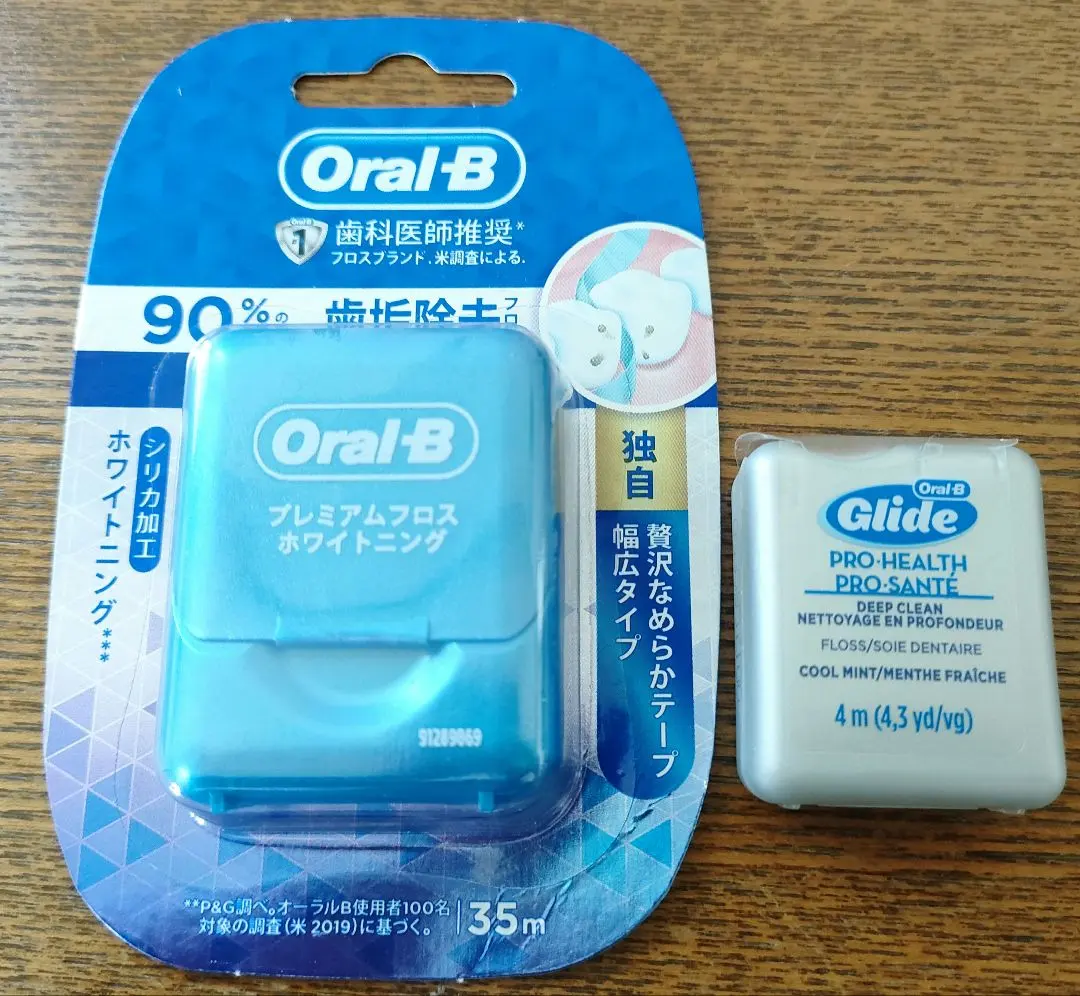 Oral-B
Oral-B
1
歯科医師推奨*
フロスブランド.米調査による.
90%の
歯垢除去
フロ
シリカ加工
ホワイトニング***
Oral-B
プレミアムフロス
ホワイトニング
91289069
独自
贅沢なめらかテープ
幅広タイプ
**P&G調べ。オーラルB使用者100名
対象の調査(米 2019)に基づく。
35m
Oral-B
Glide
PRO-HEALTH
PRO-SANTÉ
DEEP CLEAN
NETTOYAGE EN PROFONDEUR
FLOSS/SOIE DENTAIRE
COOL MINT/MENTHE FRAÎCHE
4 m (4,3 yd/vg)